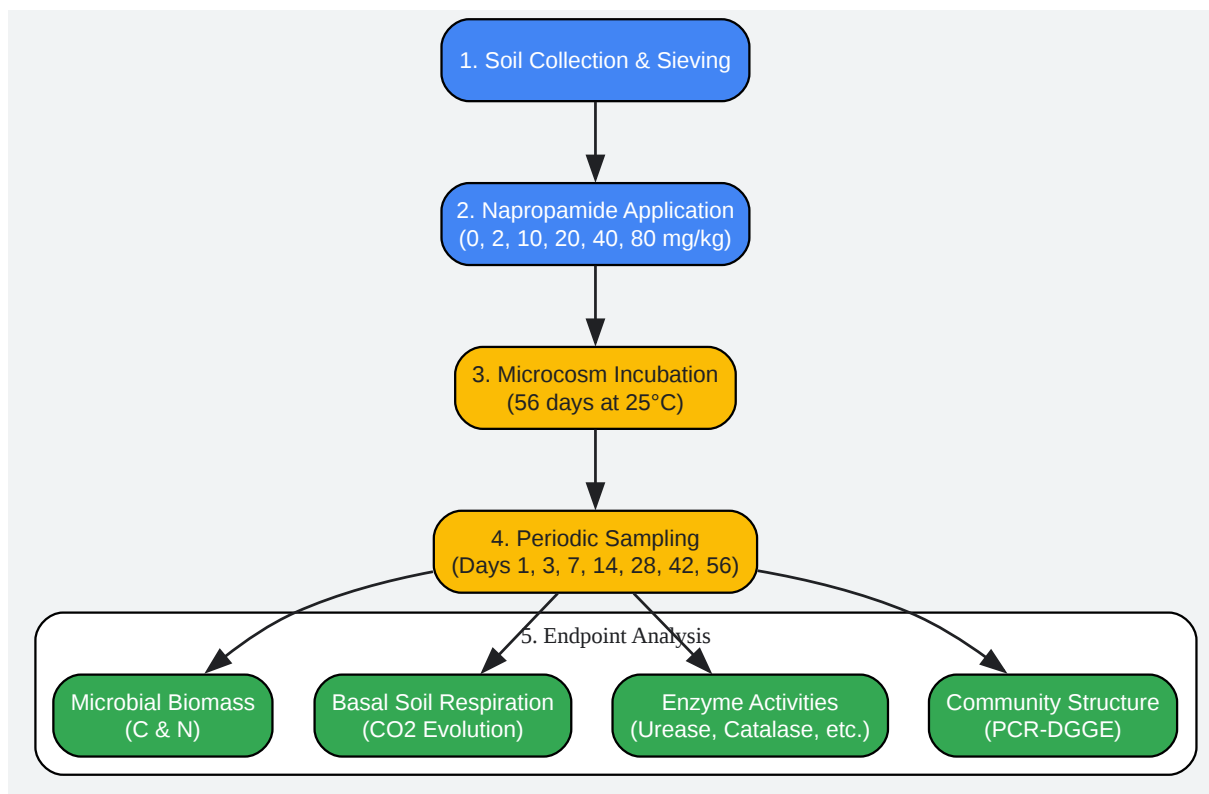 1. Soil Collection & Sieving
2. Napropamide Application
(0, 2, 10, 20, 40, 80 mg/kg)
3. Microcosm Incubation
(56 days at 25°C)
4. Periodic Sampling
(Days 1, 3, 7, 14, 28, 42, 56)
5. Endpoint Analysis
Microbial Biomass
(C & N)
Basal Soil Respiration
(CO2 Evolution)
Enzyme Activities
(Urease, Catalase, etc.)
Community Structure
(PCR-DGGE)